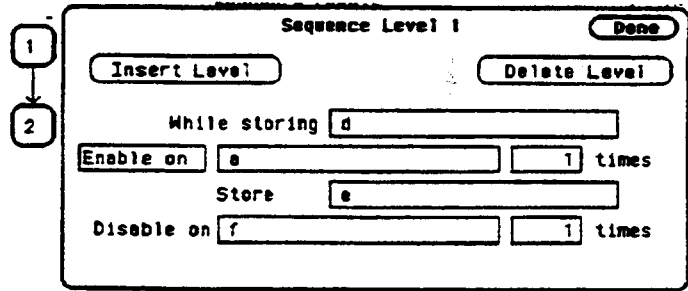 Sequence Level 1
Done
1
Insert Level
Delete Level
2
While storing d
Enable on a 1 times
Store e
Disable on f 1 times